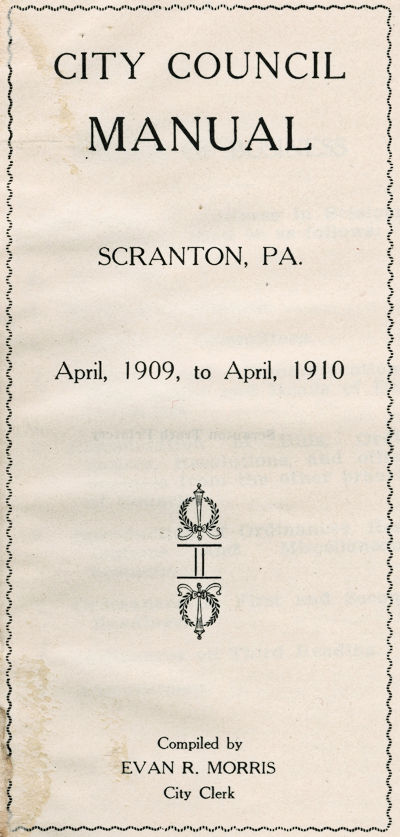 CITY COUNCIL
MANUAL
SCRANTON, PA.
April, 1909, to April, 1910
Compiled by
EVAN R. MORRIS
City Clerk